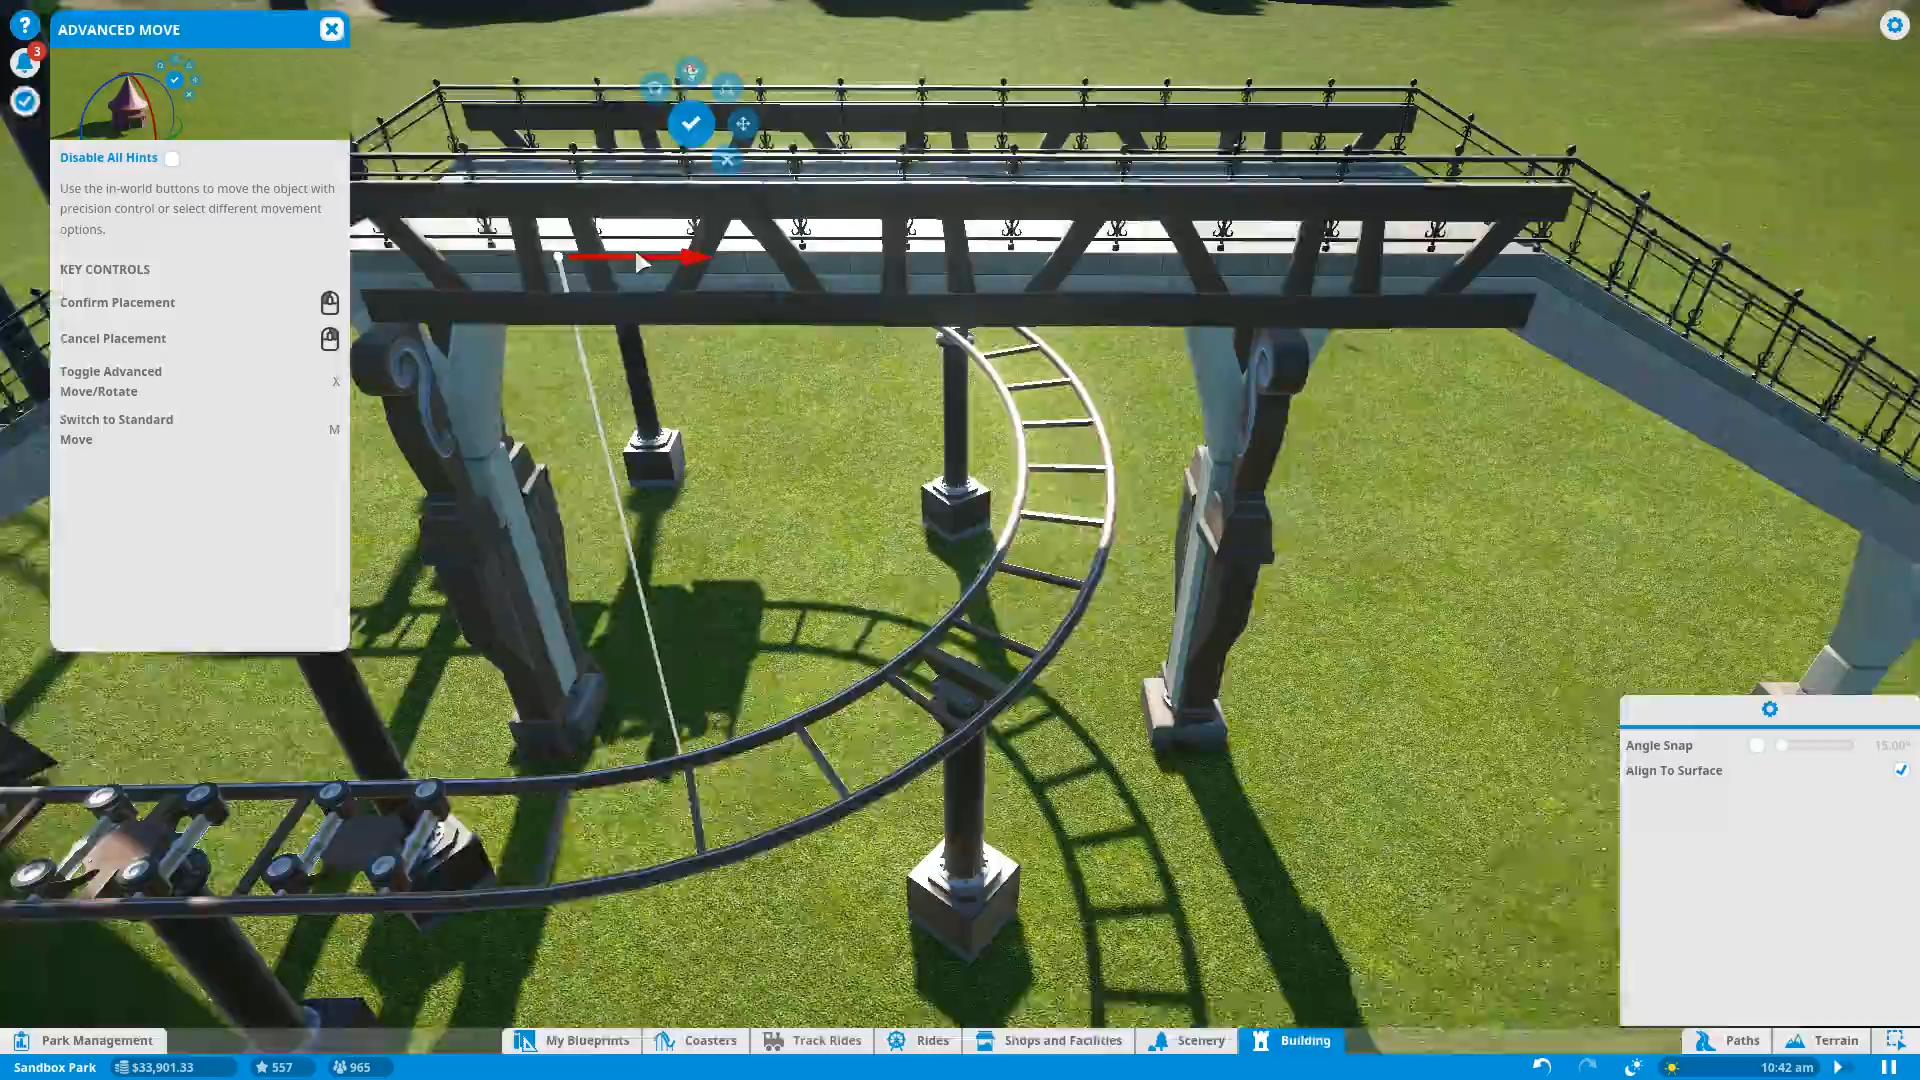 ADVANCED MOVE
3
Disable All Hints
Use the in-world buttons to move the object with
precision control or select different movement
options.
KEY CONTROLS
Confirm Placement
Cancel Placement
Toggle Advanced
Move/Rotate
X
Switch to Standard
Move
M
Angle Snap
15.00°
Align To Surface
Park Management
My Blueprints
Coasters
Track Rides
Rides
Shops and Facilities
Scenery
Building
Paths
Terrain
Sandbox Park
$33,901.33
557
965
10:42 am